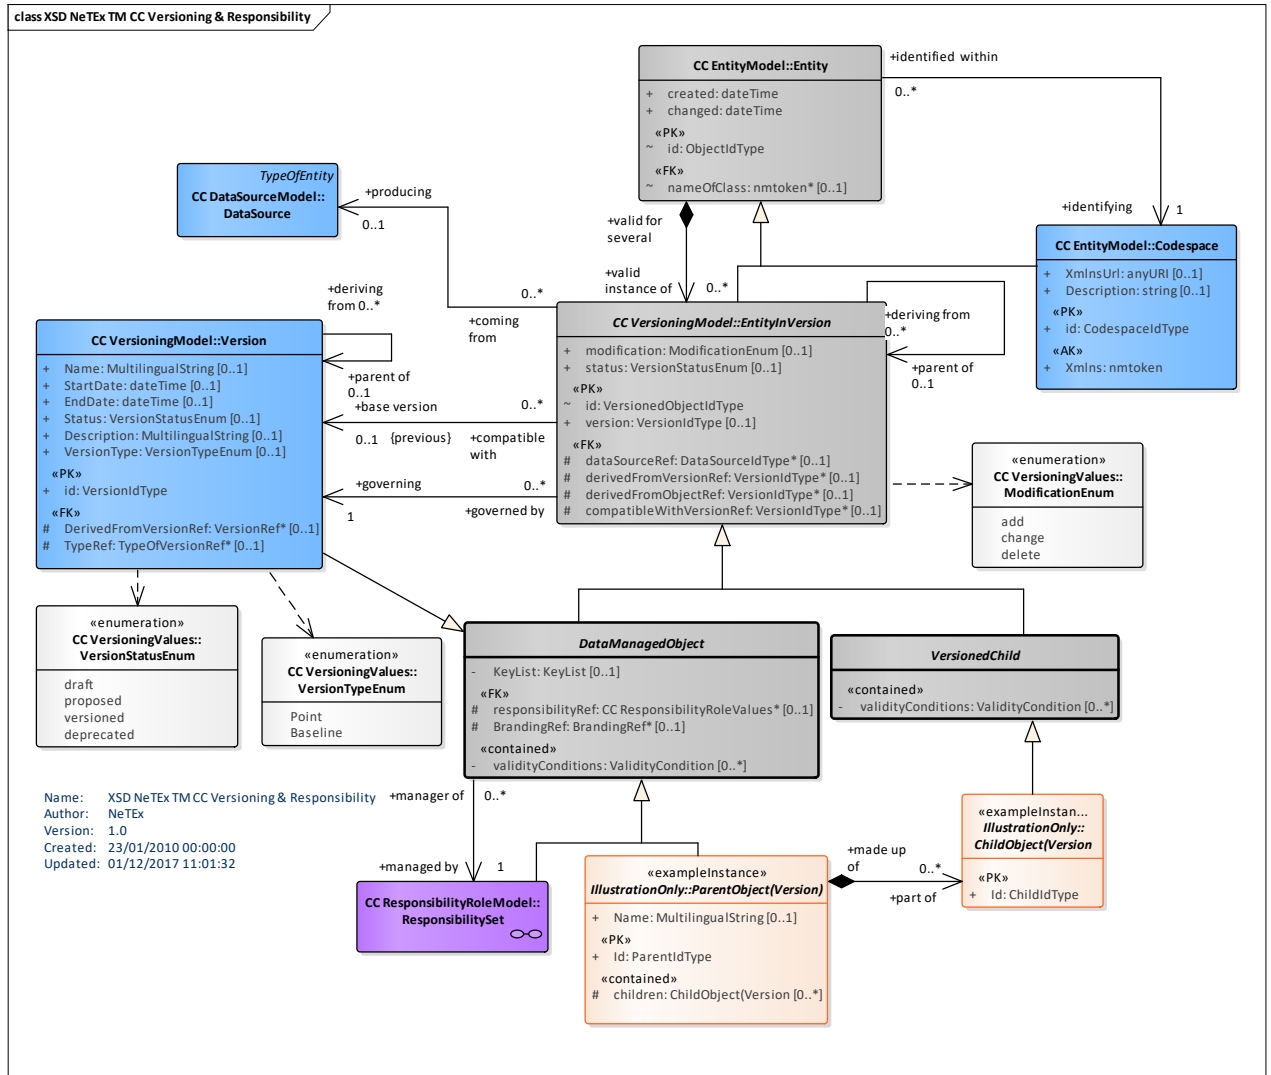 class XSD NeTEx TM CC Versioning & Responsibility
CC EntityModel::Entity
+ created: dateTime
+ changed: dateTime
«PK»
~ id: ObjectIdType
«FK»
~ nameOfClass: nmtoken* [0..1]
+identified within
0..*
+identifying
1
TypeOfEntity
CC DataSourceModel::
DataSource
+producing
0..1
+valid for
several
+valid
instance of
0..*
CC EntityModel::Codespace
+ XmlnsUrl: anyURI [0..1]
+ Description: string [0..1]
«PK»
+ id: CodespaceIdType
«AK»
+ Xmlns: nmtoken
+deriving
from 0..*
0..*
+coming
from
CC VersioningModel::Version
+ Name: MultilingualString [0..1]
+ StartDate: dateTime [0..1]
+ EndDate: dateTime [0..1]
+ Status: VersionStatusEnum [0..1]
+ Description: MultilingualString [0..1]
+ VersionType: VersionTypeEnum [0..1]
«PK»
+ id: VersionIdType
«FK»
# DerivedFromVersionRef: VersionRef* [0..1]
# TypeRef: TypeOfVersionRef* [0..1]
+parent of
0..1
+base version
0..*
0..1 {previous}
+compatible
with
+governing
0..*
1
+governed by
CC VersioningModel::EntityInVersion
+ modification: ModificationEnum [0..1]
+ status: VersionStatusEnum [0..1]
«PK»
~ id: VersionedObjectIdType
+ version: VersionIdType [0..1]
«FK»
# dataSourceRef: DataSourceIdType* [0..1]
# derivedFromVersionRef: VersionIdType* [0..1]
# derivedFromObjectRef: VersionIdType* [0..1]
# compatibleWithVersionRef: VersionIdType* [0..1]
+deriving from
0..*
+parent of
0..1
«enumeration»
CC VersioningValues::
ModificationEnum
add
change
delete
«enumeration»
CC VersioningValues::
VersionStatusEnum
draft
proposed
versioned
deprecated
«enumeration»
CC VersioningValues::
VersionTypeEnum
Point
Baseline
DataManagedObject
- KeyList: KeyList [0..1]
«FK»
# responsibilityRef: CC ResponsibilityRoleValues* [0..1]
# BrandingRef: BrandingRef* [0..1]
«contained»
- validityConditions: ValidityCondition [0..*]
VersionedChild
«contained»
- validityConditions: ValidityCondition [0..*]
Name: XSD NeTEx TM CC Versioning & Responsibility
Author: NeTEx
Version: 1.0
Created: 23/01/2010 00:00:00
Updated: 01/12/2017 11:01:32
+manager of
0..*
+managed by
1
CC ResponsibilityRoleModel::
ResponsibilitySet
«exampleInstance»
IllustrationOnly::ParentObject(Version)
+ Name: MultilingualString [0..1]
«PK»
+ Id: ParentIdType
«contained»
# children: ChildObject(Version [0..*]
+made up
of
0..*
+part of
«exampleInstan...
IllustrationOnly::
ChildObject(Version
«PK»
+ Id: ChildIdType